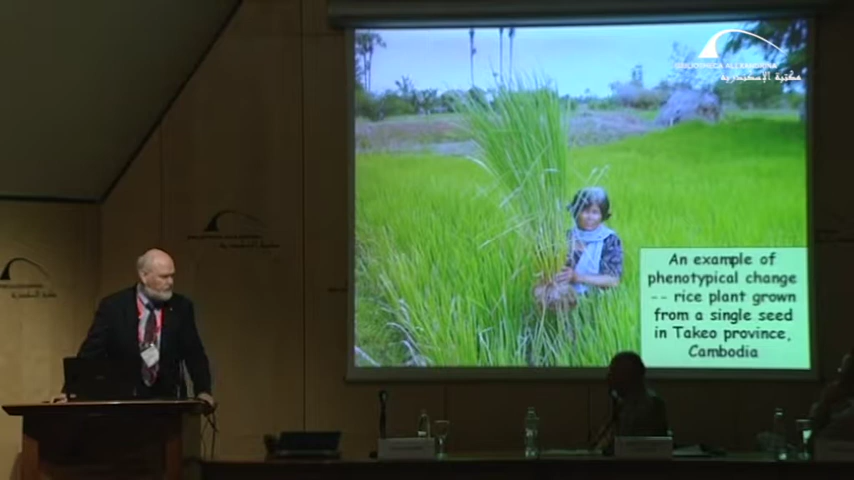 BIBLIOTHECA ALEXANDRINA
مكتبة الإسكندرية
An example of
phenotypical change
-- rice plant grown
from a single seed
in Takeo province,
Cambodia